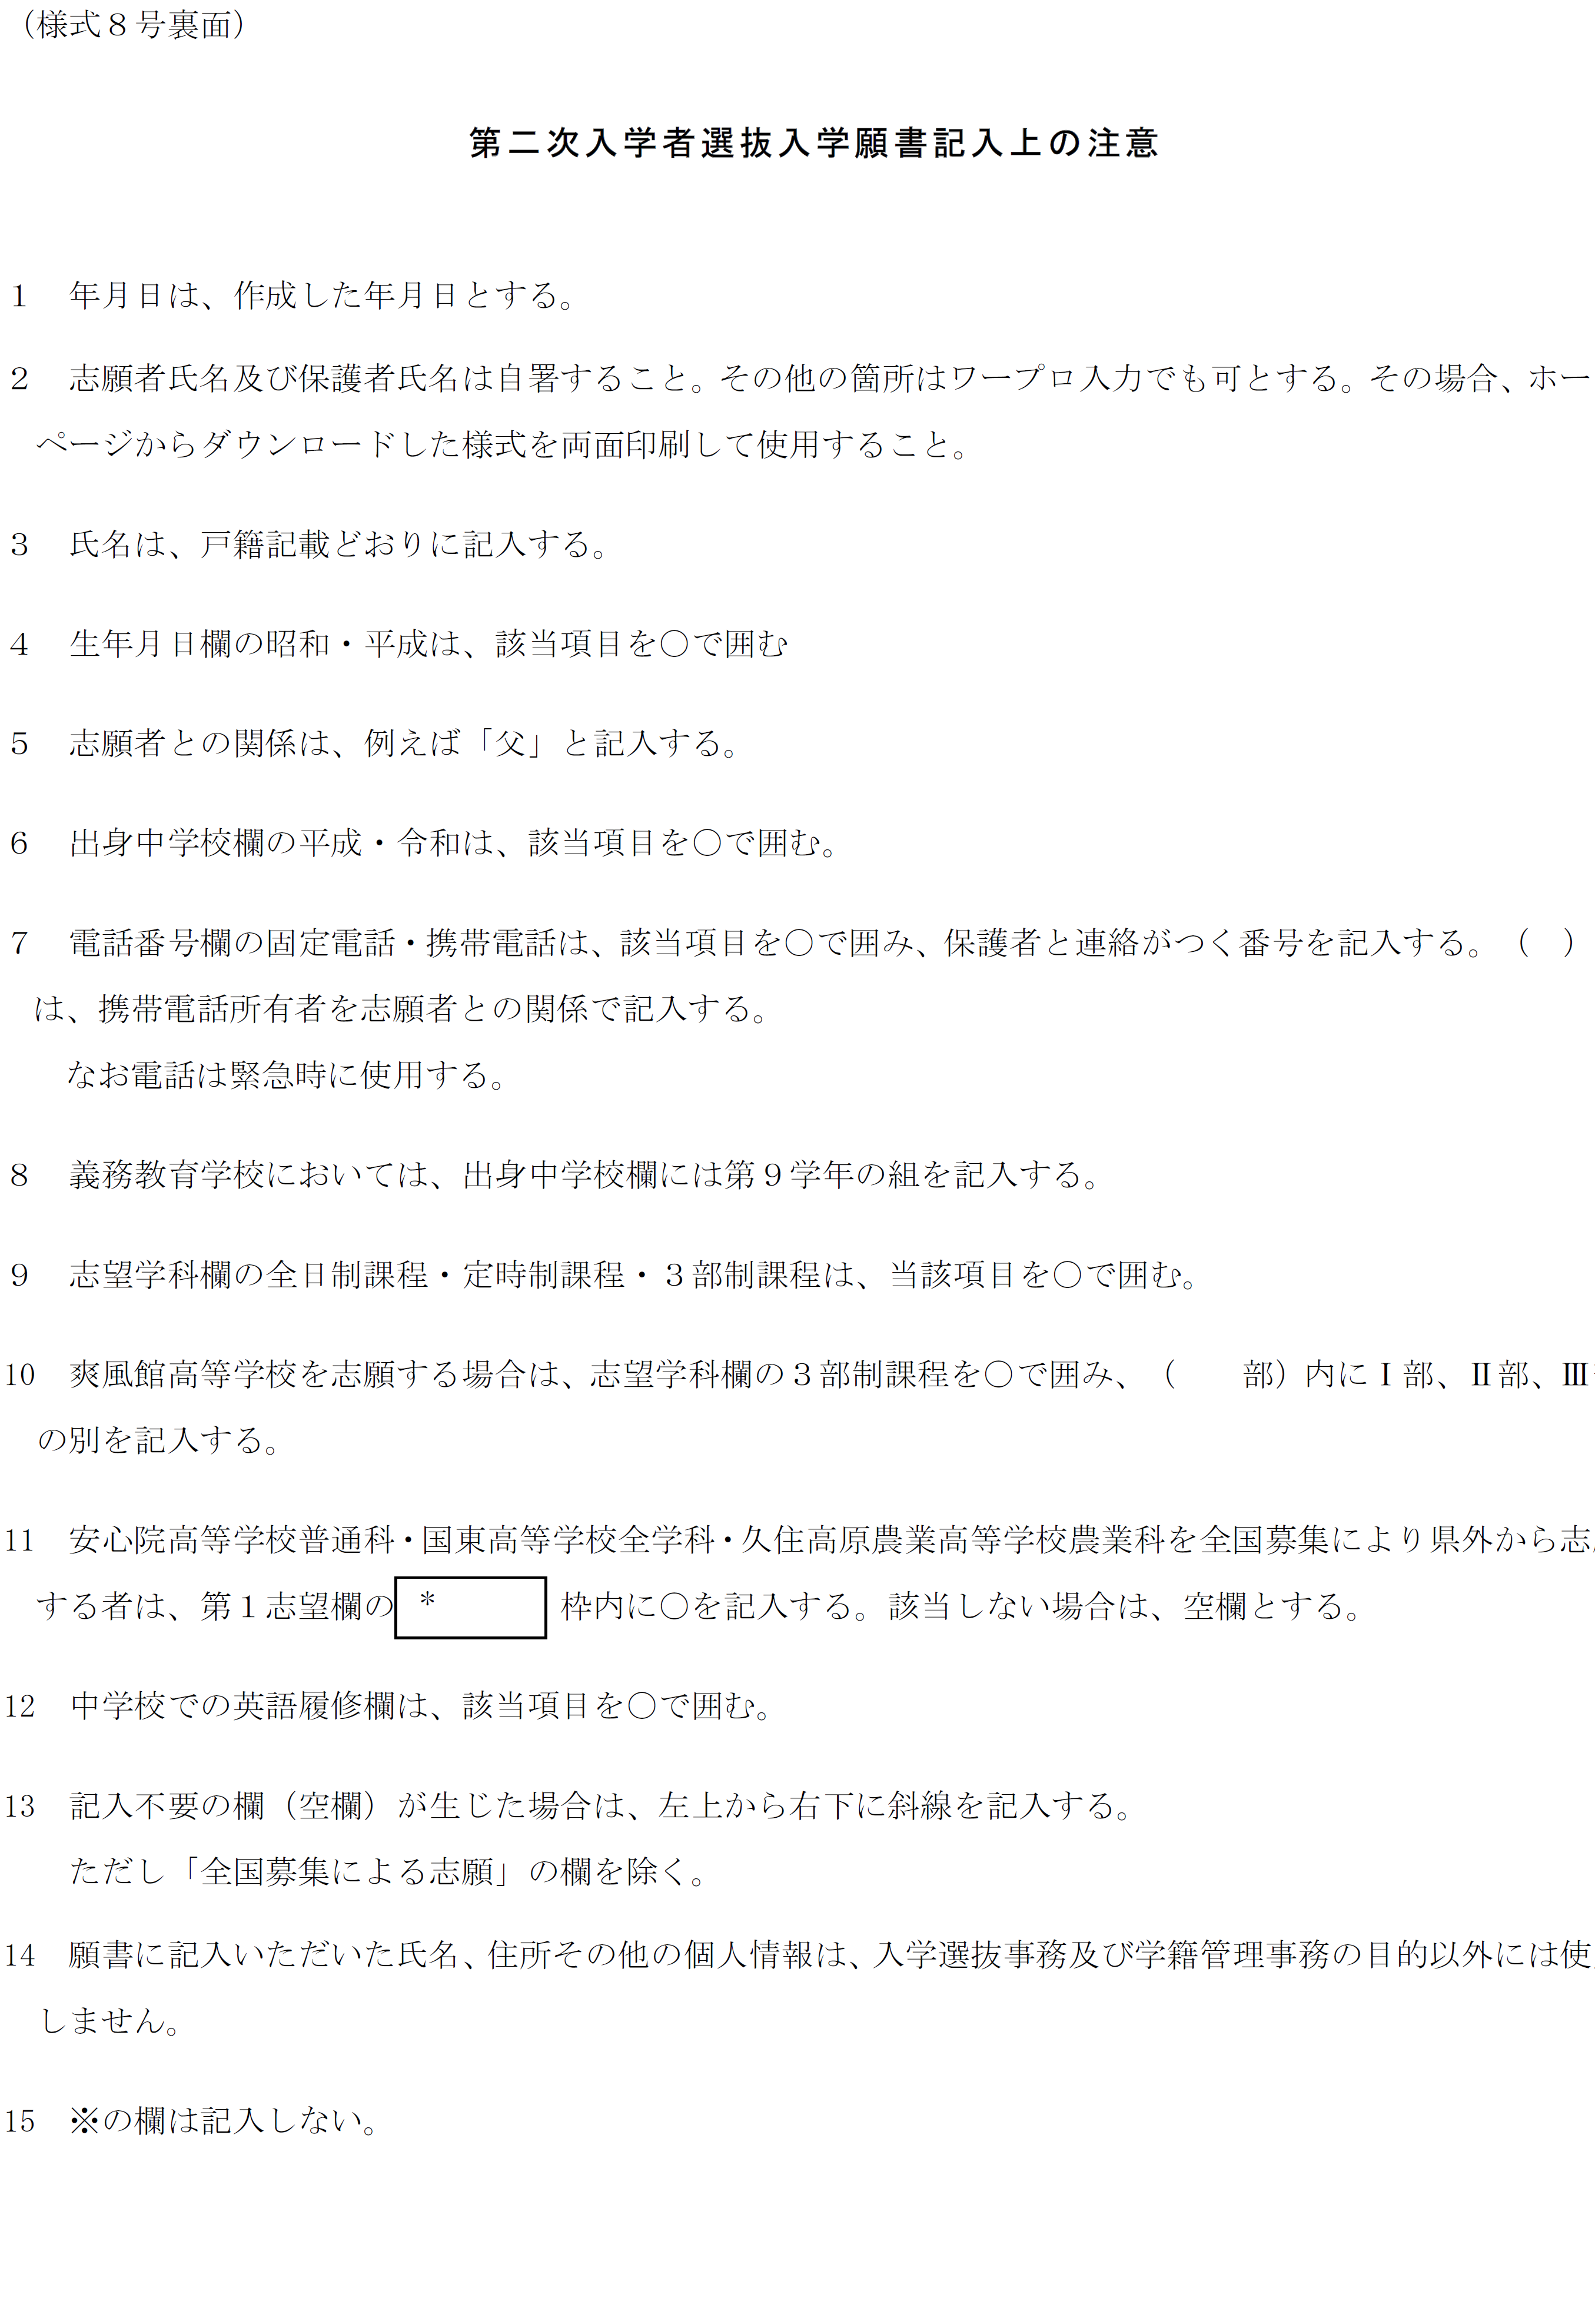 （様式８号裏面）
第二次入学者選抜入学願書記入上の注意
１　年月日は、作成した年月日とする。
２　志願者氏名及び保護者氏名は自署すること。その他の箇所はワープロ入力でも可とする。その場合、ホー
ページからダウンロードした様式を両面印刷して使用すること。
３　氏名は、戸籍記載どおりに記入する。
４　生年月日欄の昭和・平成は、該当項目を○で囲む
５　志願者との関係は、例えば「父」と記入する。
６　出身中学校欄の平成・令和は、該当項目を○で囲む。
７　電話番号欄の固定電話・携帯電話は、該当項目を○で囲み、保護者と連絡がつく番号を記入する。（　）
は、携帯電話所有者を志願者との関係で記入する。
なお電話は緊急時に使用する。
８　義務教育学校においては、出身中学校欄には第９学年の組を記入する。
９　志望学科欄の全日制課程・定時制課程・３部制課程は、当該項目を○で囲む。
10　爽風館高等学校を志願する場合は、志望学科欄の３部制課程を○で囲み、（　　部）内にⅠ部、Ⅱ部、Ⅲ
の別を記入する。
11　安心院高等学校普通科・国東高等学校全学科・久住高原農業高等学校農業科を全国募集により県外から志
する者は、第１志望欄の　*　枠内に○を記入する。該当しない場合は、空欄とする。
12　中学校での英語履修欄は、該当項目を○で囲む。
13　記入不要の欄（空欄）が生じた場合は、左上から右下に斜線を記入する。
ただし「全国募集による志願」の欄を除く。
14　願書に記入いただいた氏名、住所その他の個人情報は、入学選抜事務及び学籍管理事務の目的以外には使
しません。
15　※の欄は記入しない。